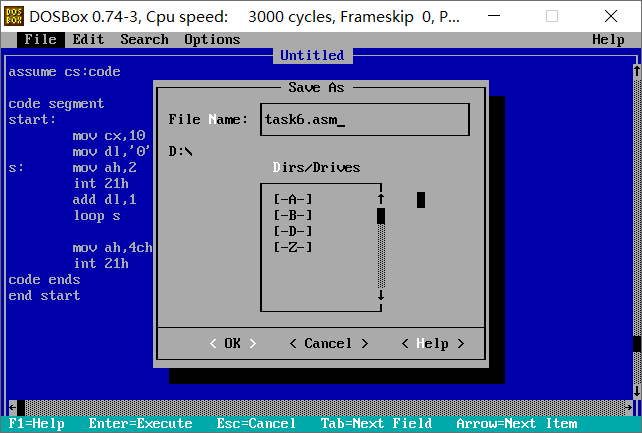 DOS BOX DOSBox 0.74-3, Cpu speed: 3000 cycles, Frameskip 0, P...
File Edit Search Options Help
Untitled
assume cs:code
code segment
start:
mov cx,10
mov dl,'0'
s: mov ah,2
int 21h
add dl,1
loop s
mov ah,4ch
int 21h
code ends
end start
Save As
File Name: task6.asm_
D:\
Dirs/Drives
[-A-]
[-B-]
[-D-]
[-Z-]
< OK > < Cancel > < Help >
F1=Help Enter=Execute Esc=Cancel Tab=Next Field Arrow=Next Item